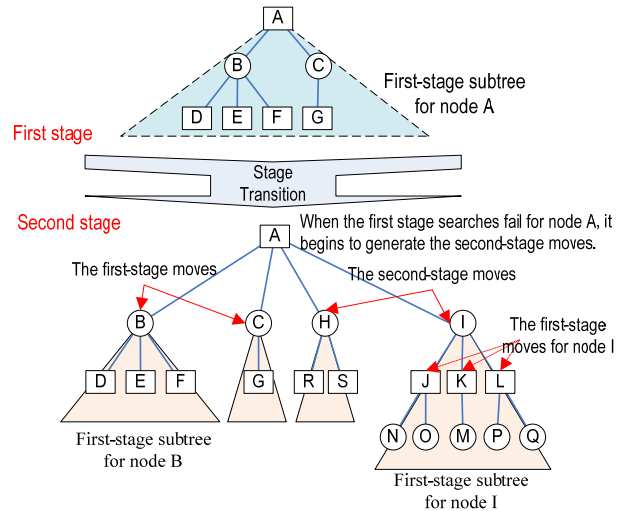 A
B
C
First-stage subtree
for node A
D
E
F
G
First stage
Stage
Transition
Second stage
When the first stage searches fail for node A, it
begins to generate the second-stage moves.
A
The first-stage moves
The second-stage moves
B
C
H
I
The first-stage
moves for node I
D
E
F
G
R
S
J
K
L
N
O
M
P
Q
First-stage subtree
for node B
First-stage subtree
for node I